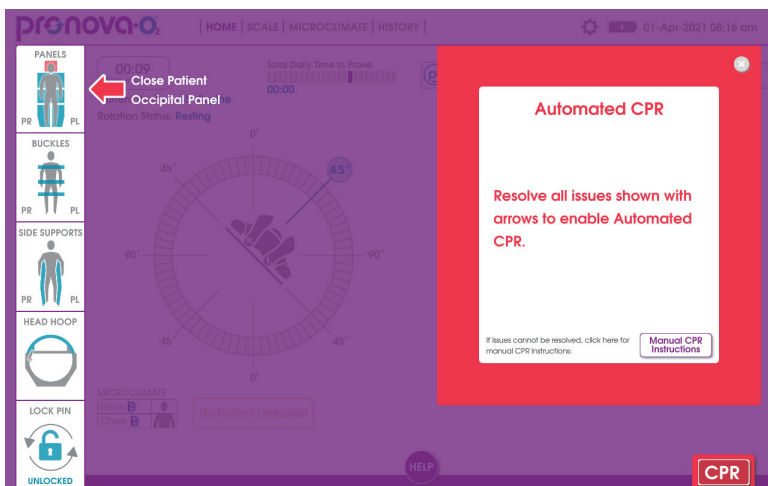 pronova·O2
| HOME | SCALE | MICROCLIMATE | HISTORY |
01-Apr-2021 08:16 am
PANELS
PR PL
BUCKLES
PR PL
SIDE SUPPORTS
PR PL
HEAD HOOP
LOCK PIN
UNLOCKED
Close Patient
Occipital Panel
00:09
Total Daily Time In Prone
00:00
Rotation Status: Resting
0°
45° 45°
90° 90°
45° 45°
0°
MICROCLIMATE
Face:
Chest:
No Patient Detected
HELP
Automated CPR
Resolve all issues shown with
arrows to enable Automated
CPR.
If issues cannot be resolved, click here for
manual CPR instructions:
Manual CPR
Instructions
CPR